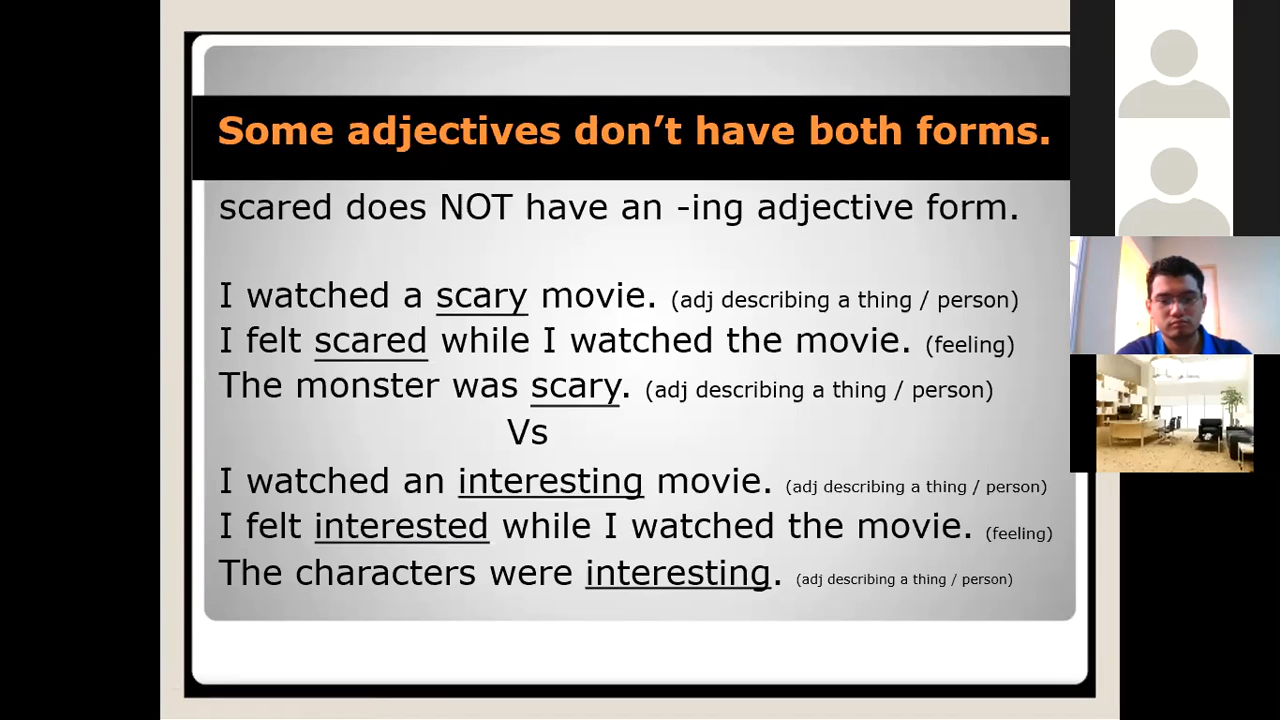 Some adjectives don’t have both forms.
scared does NOT have an -ing adjective form.
I watched a scary movie. (adj describing a thing / person)
I felt scared while I watched the movie. (feeling)
The monster was scary. (adj describing a thing / person)
Vs
I watched an interesting movie. (adj describing a thing / person)
I felt interested while I watched the movie. (feeling)
The characters were interesting. (adj describing a thing / person)